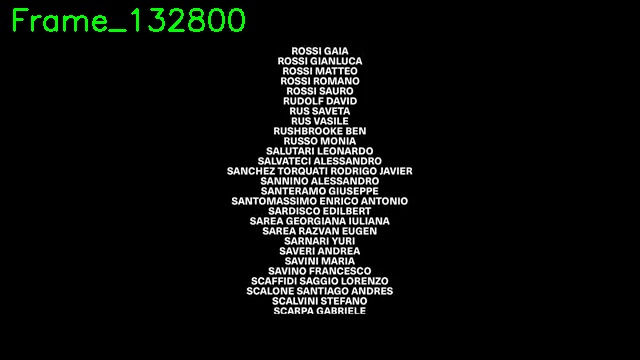 Frame_132800
ROSSI GAIA
ROSSI GIANLUCA
ROSSI MATTEO
ROSSI ROMANO
ROSSI SAURO
RUDOLF DAVID
RUS SAVETA
RUS VASILE
RUSHBROOKE BEN
RUSSO MONIA
SALUTARI LEONARDO
SALVATECI ALESSANDRO
SANCHEZ TORQUATI RODRIGO JAVIER
SANNINO ALESSANDRO
SANTERAMO GIUSEPPE
SANTOMASSIMO ENRICO ANTONIO
SARDISCO EDILBERT
SAREA GEORGIANA IULIANA
SAREA RAZVAN EUGEN
SARNARI YURI
SAVERI ANDREA
SAVINI MARIA
SAVINO FRANCESCO
SCAFFIDI SAGGIO LORENZO
SCALONE SANTIAGO ANDRES
SCALVINI STEFANO
SCARPA GABRIELE